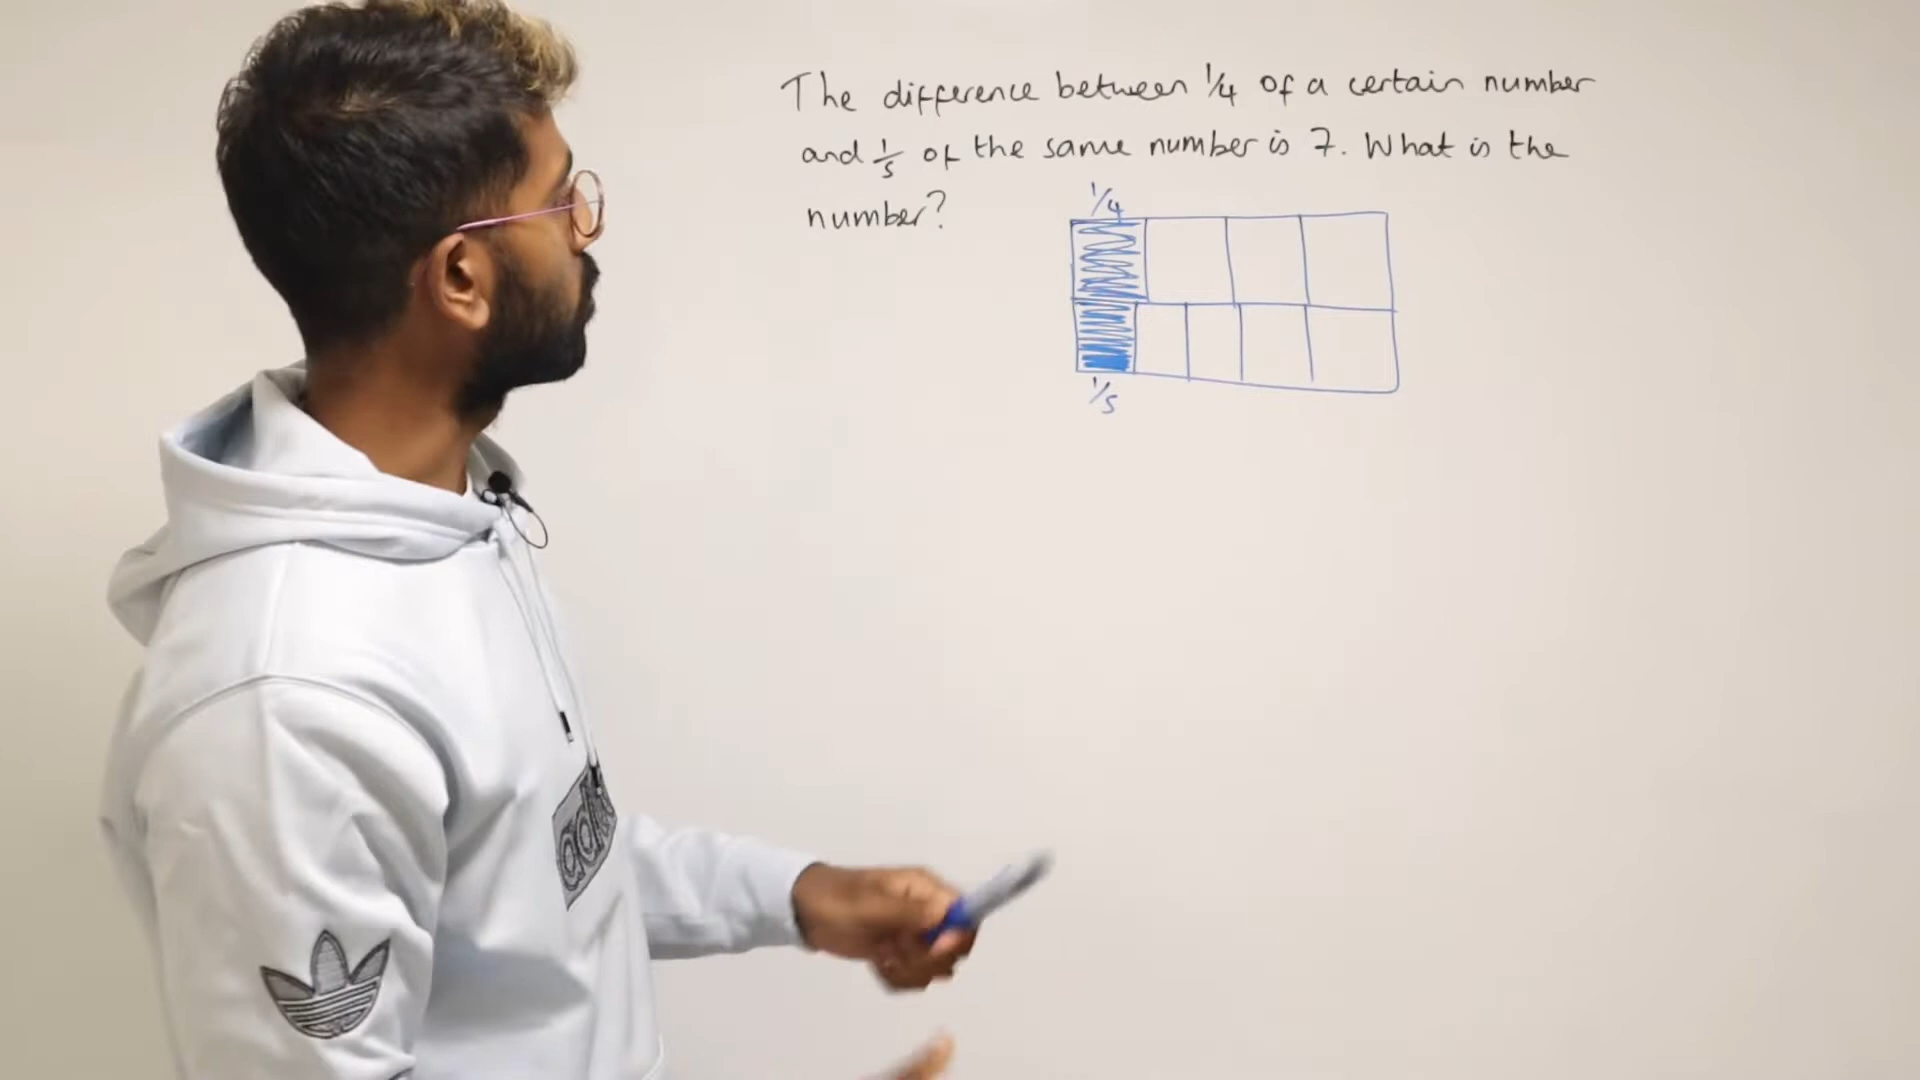 The difference between 1/4 of a certain number
and 1/5 of the same number is 7. What is the
number?
1/4
1/5
adi